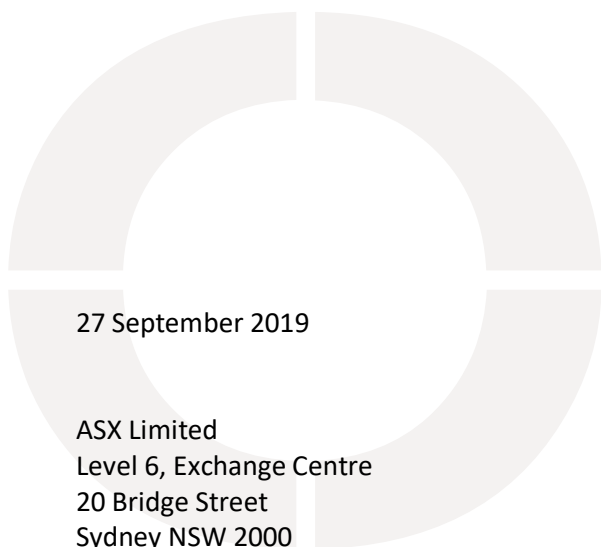 27 September 2019
ASX Limited
Level 6, Exchange Centre
20 Bridge Street
Sydney NSW 2000